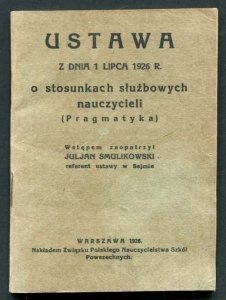 USTAWA
Z DNIA 1 LIPCA 1926 R.
o stosunkach służbowych
nauczycieli
(Pragmatyka)
Wstępem zaopatrzył
JULJAN SMULIKOWSKI
referent ustawy w Sejmie
WARSZAWA 1926.
Nakładem Związku Polskiego Nauczycielstwa Szkół
Powszechnych.